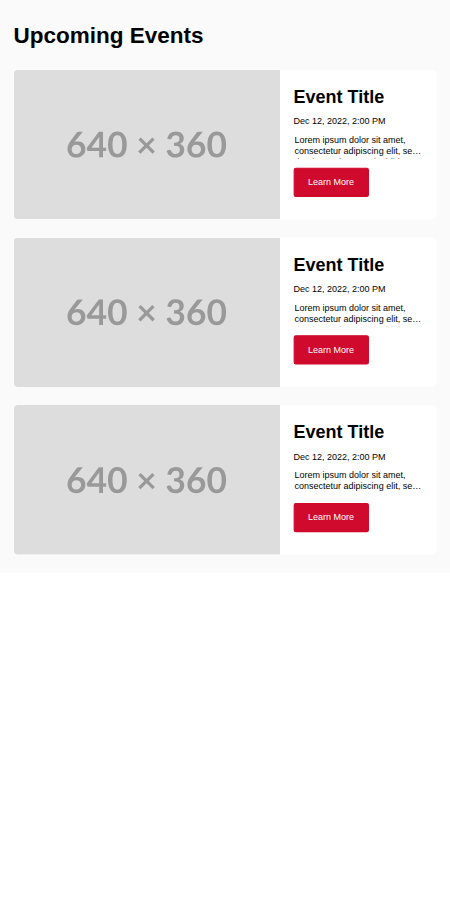 Upcoming Events
640 × 360
Event Title
Dec 12, 2022, 2:00 PM
Lorem ipsum dolor sit amet,
consectetur adipiscing elit, se…
Learn More
640 × 360
Event Title
Dec 12, 2022, 2:00 PM
Lorem ipsum dolor sit amet,
consectetur adipiscing elit, se…
Learn More
640 × 360
Event Title
Dec 12, 2022, 2:00 PM
Lorem ipsum dolor sit amet,
consectetur adipiscing elit, se…
Learn More